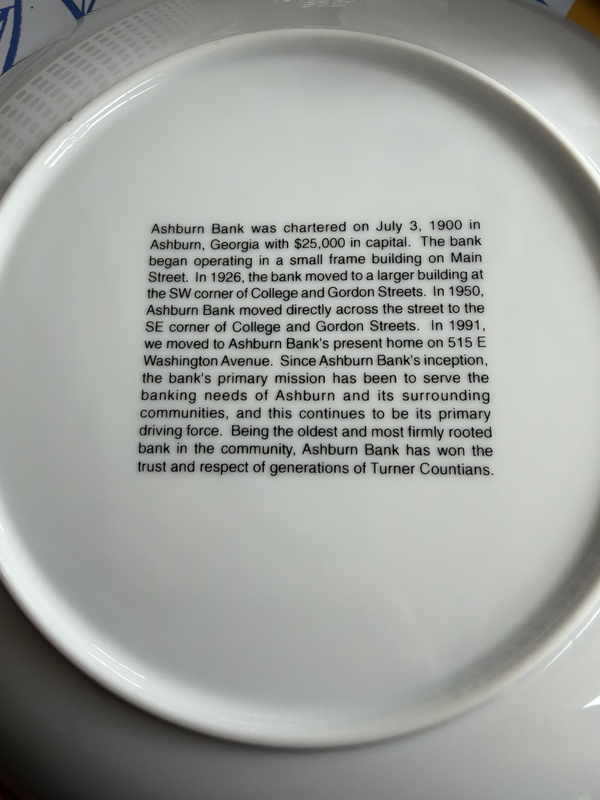 Ashburn Bank was chartered on July 3, 1900 in
Ashburn, Georgia with $25,000 in capital. The bank
began operating in a small frame building on Main
Street. In 1926, the bank moved to a larger building at
the SW corner of College and Gordon Streets. In 1950,
Ashburn Bank moved directly across the street to the
SE corner of College and Gordon Streets. In 1991,
we moved to Ashburn Bank's present home on 515 E
Washington Avenue. Since Ashburn Bank's inception,
the bank's primary mission has been to serve the
banking needs of Ashburn and its surrounding
communities, and this continues to be its primary
driving force. Being the oldest and most firmly rooted
bank in the community, Ashburn Bank has won the
trust and respect of generations of Turner Countians.